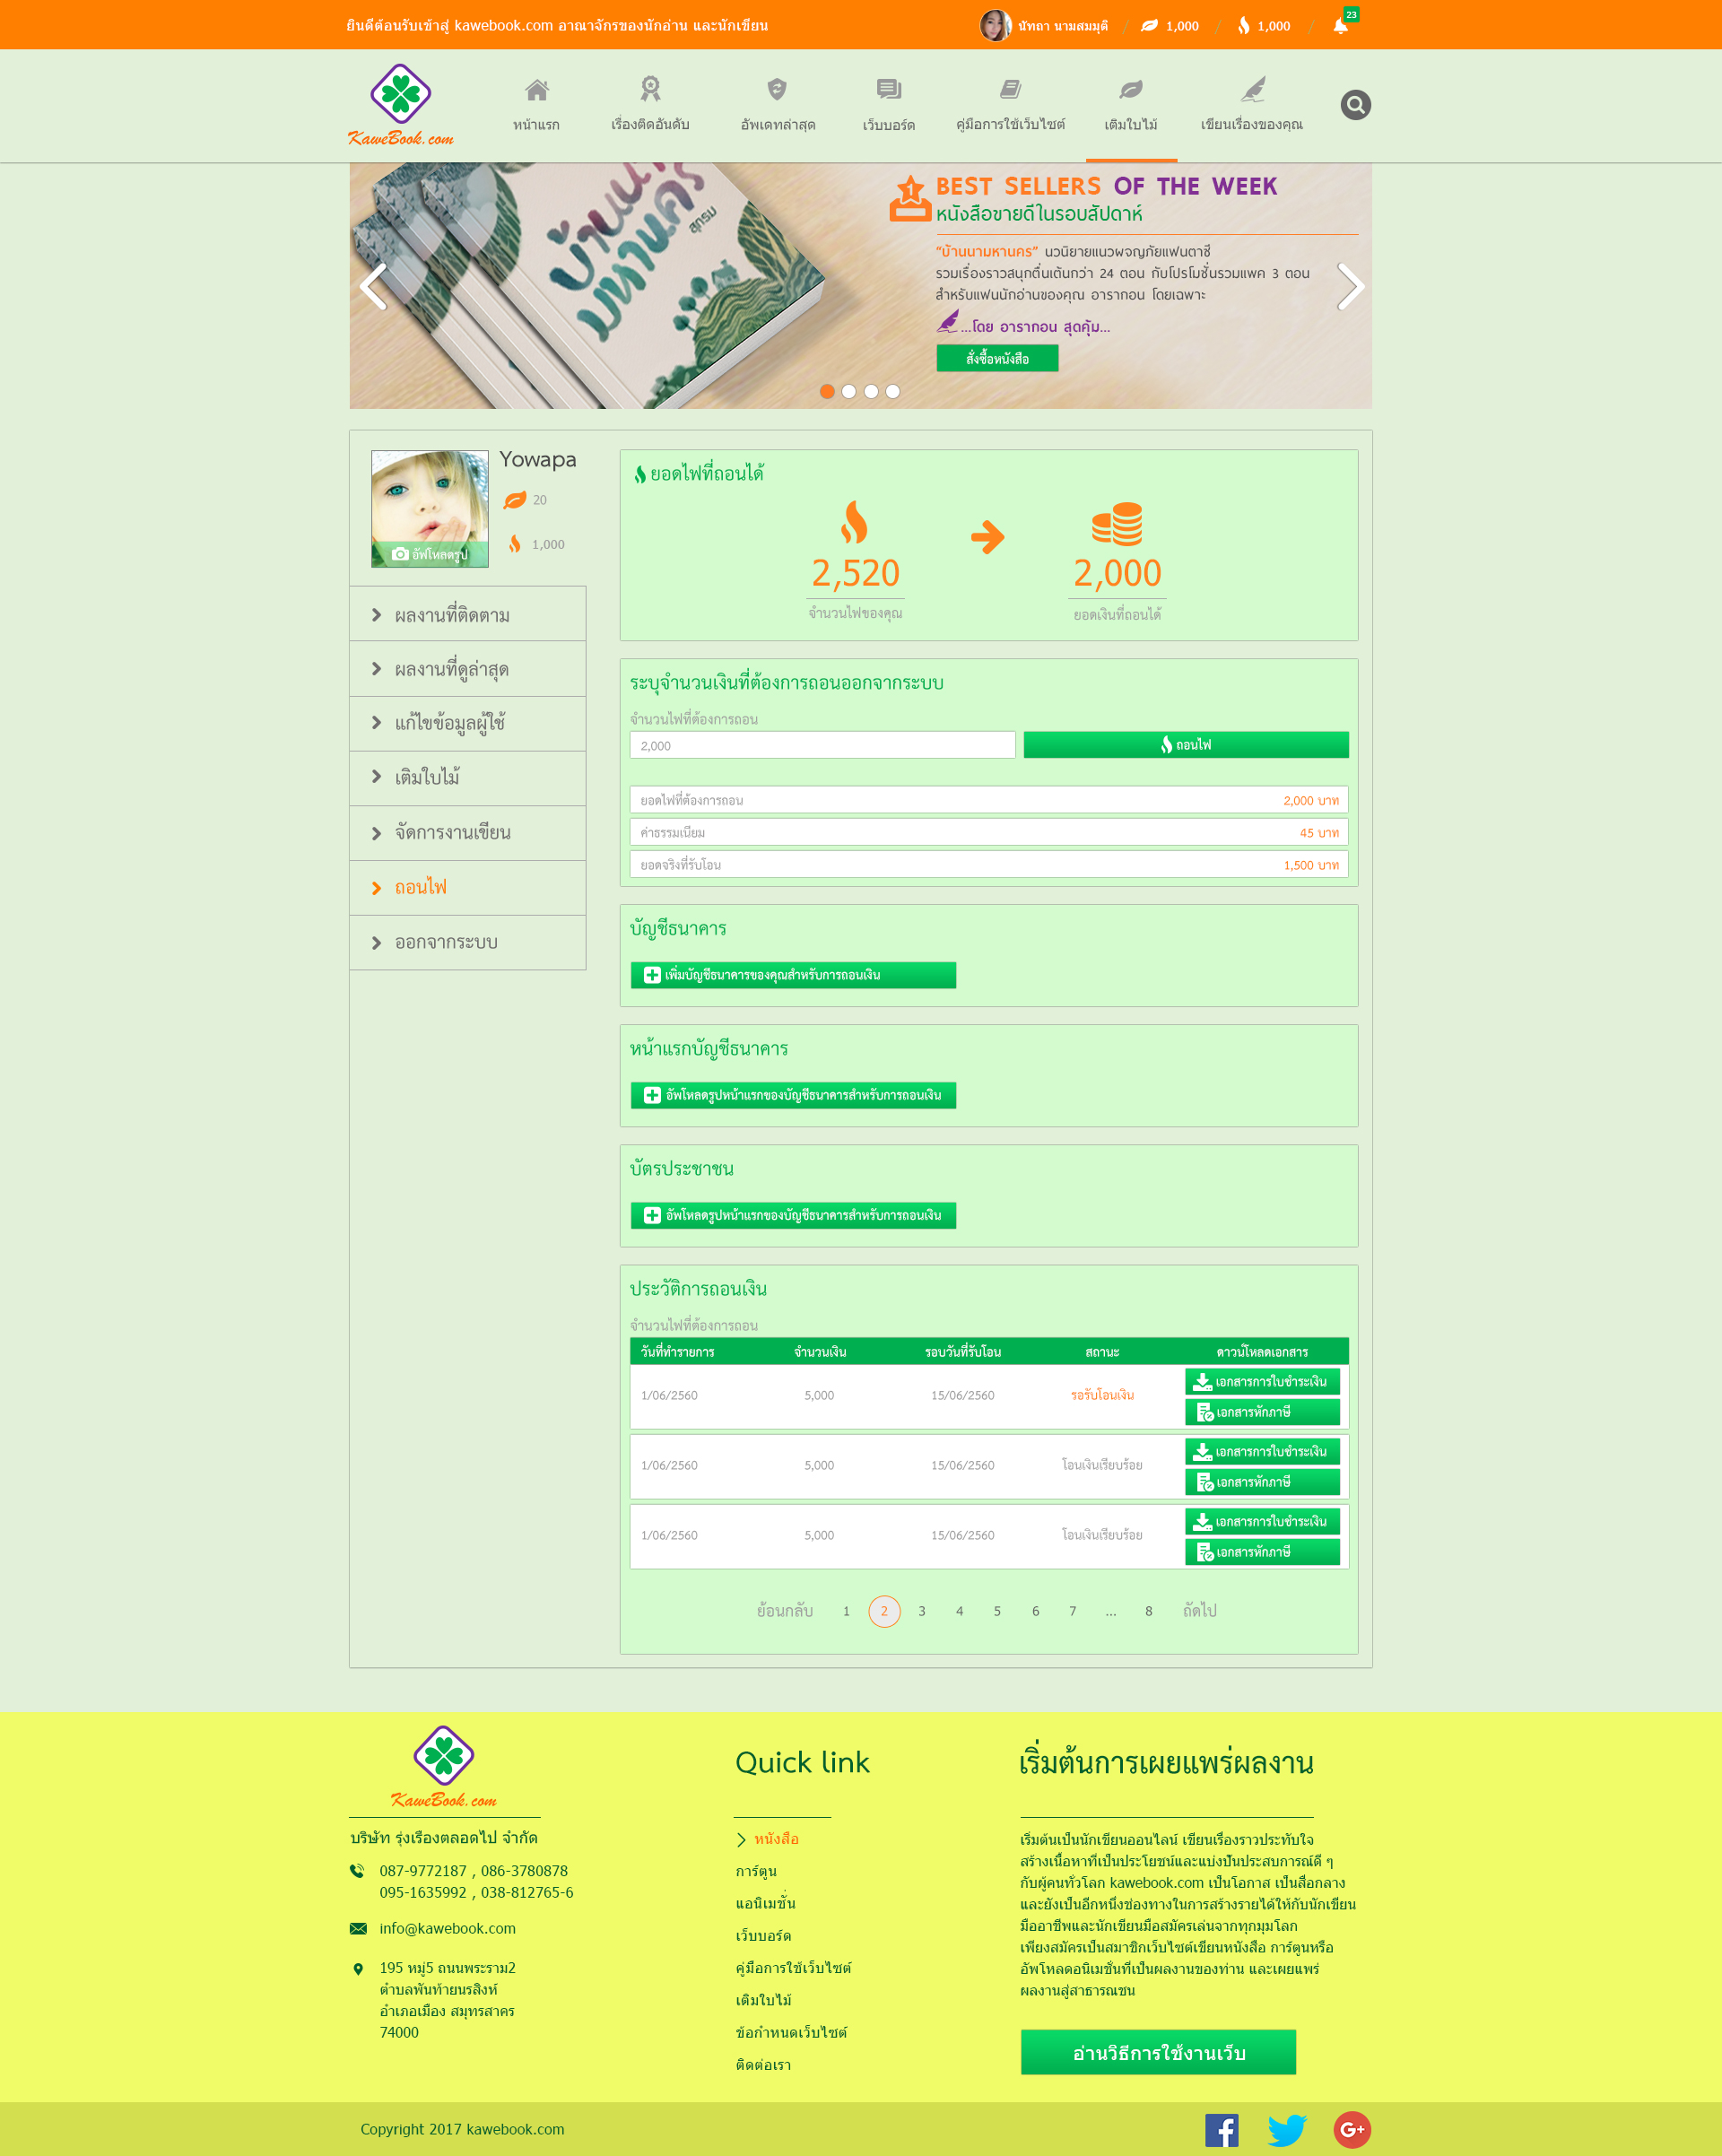 ยินดีต้อนรับเข้าสู่ kawebook.com อาณาจักรของนักอ่าน และนักเขียน
นัทถา นามสมมุติ / 1,000 / 1,000 / 23
KaweBook.com
หน้าแรก เรื่องติดอันดับ อัพเดทล่าสุด เว็บบอร์ด คู่มือการใช้เว็บไซต์ เติมใบไม้ เขียนเรื่องของคุณ
บ้านนาม
มหานคร
สุกรม
1
BEST SELLERS OF THE WEEK
หนังสือขายดีในรอบสัปดาห์
“บ้านนามหานคร” นวนิยายแนวผจญภัยแฟนตาซี
รวมเรื่องราวสนุกตื่นเต้นกว่า 24 ตอน กับโปรโมชั่นรวมแพค 3 ตอน
สำหรับแฟนนักอ่านของคุณ อารากอน โดยเฉพาะ
...โดย อารากอน สุดคุ้ม...
สั่งซื้อหนังสือ
Yowapa
20
1,000
อัพโหลดรูป
ผลงานที่ติดตาม
ผลงานที่ดูล่าสุด
แก้ไขข้อมูลผู้ใช้
เติมใบไม้
จัดการงานเขียน
ถอนไฟ
ออกจากระบบ
ยอดไฟที่ถอนได้
2,520 2,000
จำนวนไฟของคุณ ยอดเงินที่ถอนได้
ระบุจำนวนเงินที่ต้องการถอนออกจากระบบ
จำนวนไฟที่ต้องการถอน
2,000 ถอนไฟ
ยอดไฟที่ต้องการถอน 2,000 บาท
ค่าธรรมเนียม 45 บาท
ยอดจริงที่รับโอน 1,500 บาท
บัญชีธนาคาร
เพิ่มบัญชีธนาคารของคุณสำหรับการถอนเงิน
หน้าแรกบัญชีธนาคาร
อัพโหลดรูปหน้าแรกของบัญชีธนาคารสำหรับการถอนเงิน
บัตรประชาชน
อัพโหลดรูปหน้าแรกของบัญชีธนาคารสำหรับการถอนเงิน
ประวัติการถอนเงิน
จำนวนไฟที่ต้องการถอน
วันที่ทำรายการ จำนวนเงิน รอบวันที่รับโอน สถานะ ดาวน์โหลดเอกสาร
1/06/2560 5,000 15/06/2560 รอรับโอนเงิน เอกสารการใบชำระเงิน
เอกสารหักภาษี
1/06/2560 5,000 15/06/2560 โอนเงินเรียบร้อย เอกสารการใบชำระเงิน
เอกสารหักภาษี
1/06/2560 5,000 15/06/2560 โอนเงินเรียบร้อย เอกสารการใบชำระเงิน
เอกสารหักภาษี
ย้อนกลับ 1 2 3 4 5 6 7 ... 8 ถัดไป
KaweBook.com
บริษัท รุ่งเรืองตลอดไป จำกัด
087-9772187 , 086-3780878
095-1635992 , 038-812765-6
info@kawebook.com
195 หมู่5 ถนนพระราม2
ตำบลพันท้ายนรสิงห์
อำเภอเมือง สมุทรสาคร
74000
Quick link
หนังสือ
การ์ตูน
แอนิเมชั่น
เว็บบอร์ด
คู่มือการใช้เว็บไซต์
เติมใบไม้
ข้อกำหนดเว็บไซต์
ติดต่อเรา
เริ่มต้นการเผยแพร่ผลงาน
เริ่มต้นเป็นนักเขียนออนไลน์ เขียนเรื่องราวประทับใจ
สร้างเนื้อหาที่เป็นประโยชน์และแบ่งปันประสบการณ์ดี ๆ
กับผู้คนทั่วโลก kawebook.com เป็นโอกาส เป็นสื่อกลาง
และยังเป็นอีกหนึ่งช่องทางในการสร้างรายได้ให้กับนักเขียน
มืออาชีพและนักเขียนมือสมัครเล่นจากทุกมุมโลก
เพียงสมัครเป็นสมาชิกเว็บไซต์เขียนหนังสือ การ์ตูนหรือ
อัพโหลดอนิเมชั่นที่เป็นผลงานของท่าน และเผยแพร่
ผลงานสู่สาธารณชน
อ่านวิธีการใช้งานเว็บ
Copyright 2017 kawebook.com
f G+